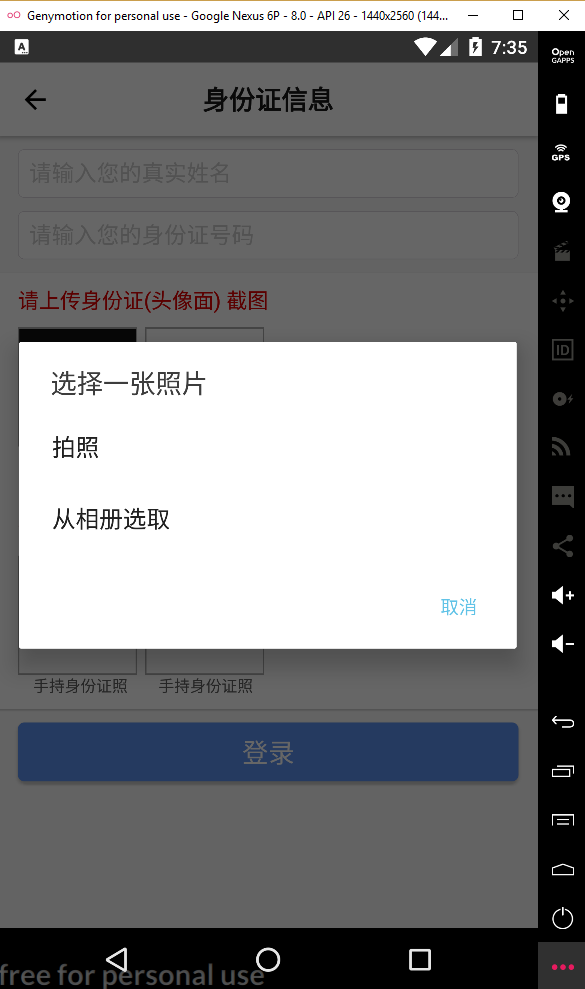 Genymotion for personal use - Google Nexus 6P - 8.0 - API 26 - 1440x2560 (144...
A
7:35
Open
GAPPS
身份证信息
GPS
请输入您的真实姓名
请输入您的身份证号码
请上传身份证(头像面) 截图
ID
选择一张照片
拍照
从相册选取
取消
手持身份证照
手持身份证照
登录
free for personal use